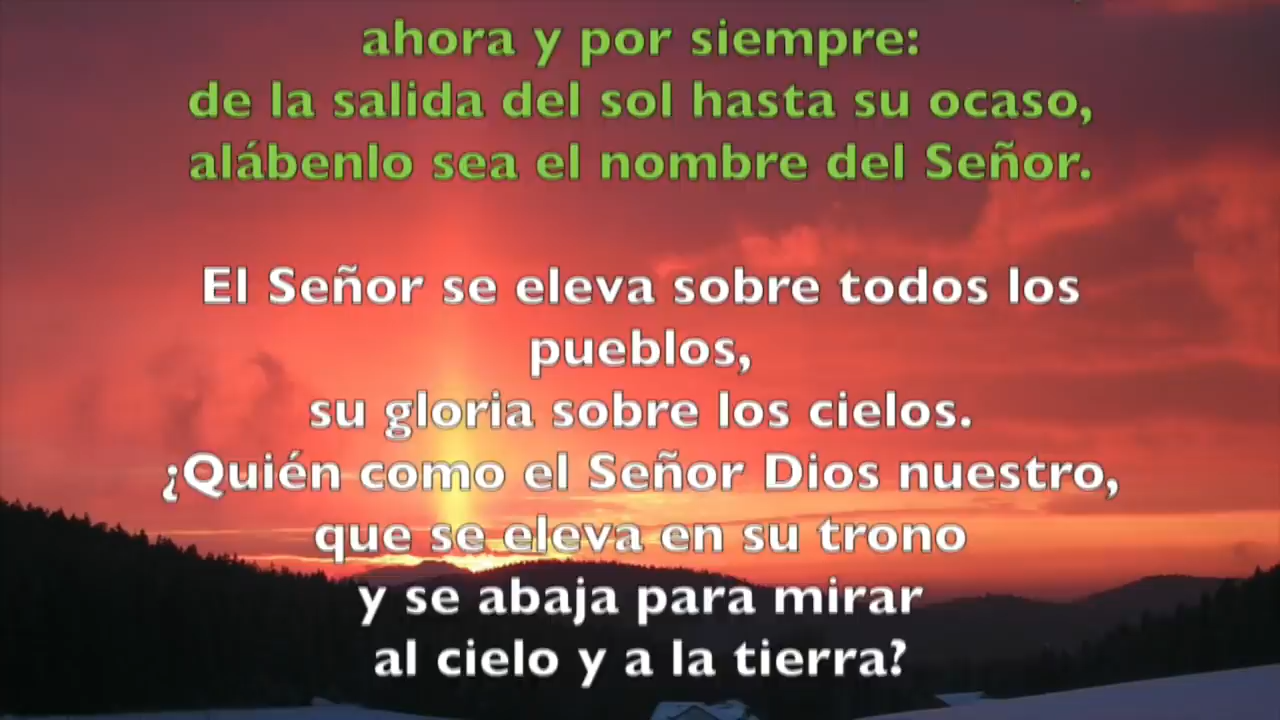 ahora y por siempre:
de la salida del sol hasta su ocaso,
alábenlo sea el nombre del Señor.
El Señor se eleva sobre todos los
pueblos,
su gloria sobre los cielos.
¿Quién como el Señor Dios nuestro,
que se eleva en su trono
y se abaja para mirar
al cielo y a la tierra?